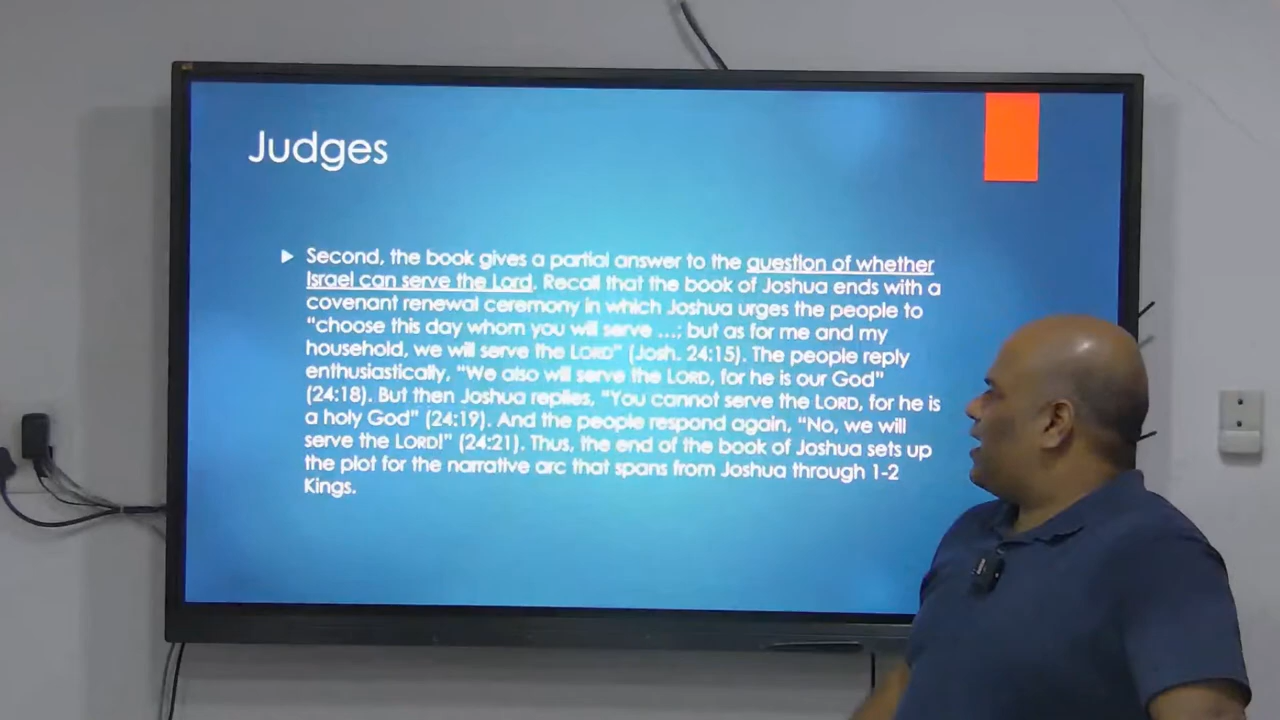 Judges
Second, the book gives a partial answer to the question of whether
Israel can serve the Lord. Recall that the book of Joshua ends with a
covenant renewal ceremony in which Joshua urges the people to
“choose this day whom you will serve ...; but as for me and my
household, we will serve the LORD” (Josh. 24:15). The people reply
enthusiastically, “We also will serve the LORD, for he is our God”
(24:18). But then Joshua replies, “You cannot serve the LORD, for he is
a holy God” (24:19). And the people respond again, “No, we will
serve the LORD!” (24:21). Thus, the end of the book of Joshua sets up
the plot for the narrative arc that spans from Joshua through 1-2
Kings.